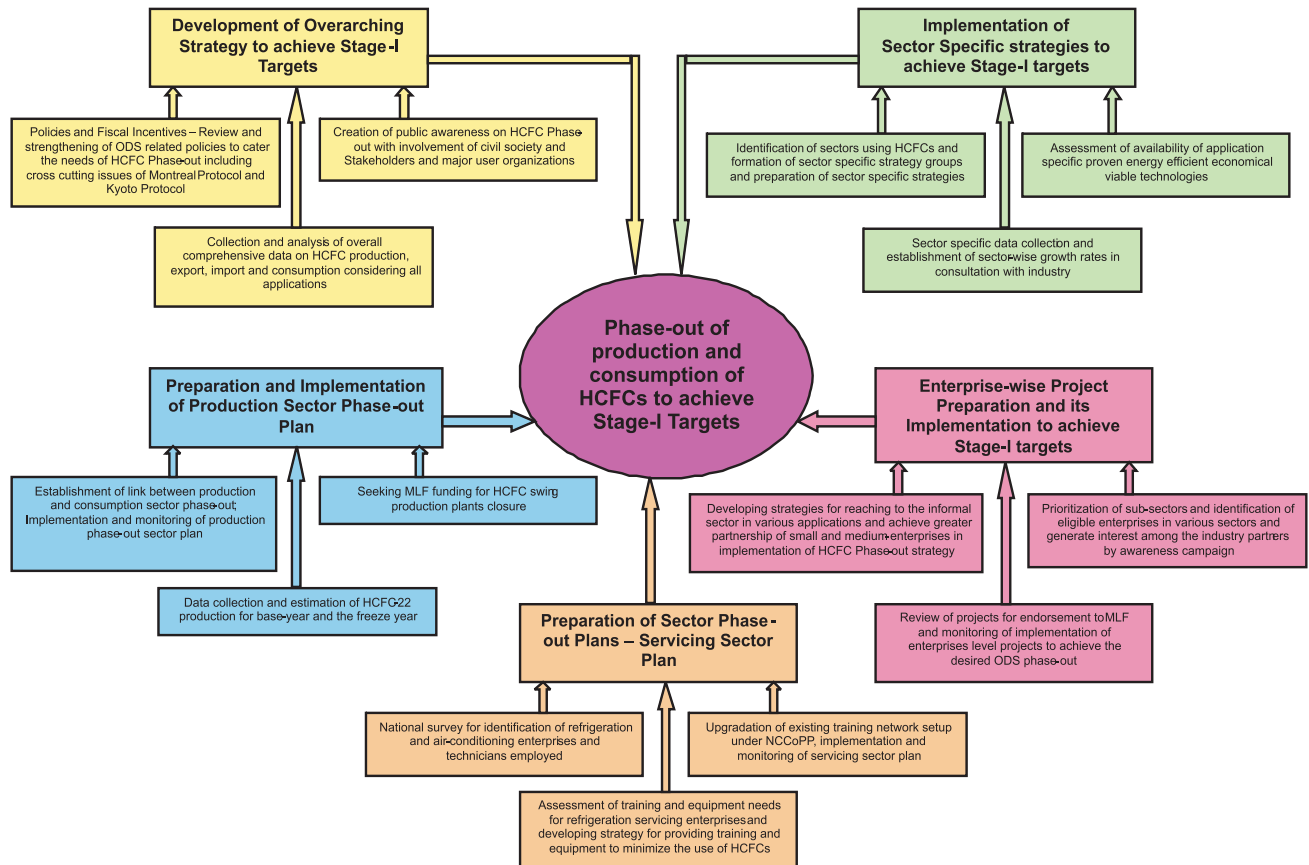 Development of Overarching
Strategy to achieve Stage-I
Targets
Policies and Fiscal Incentives – Review and
strengthening of ODS related policies to cater
the needs of HCFC Phase-out including
cross cutting issues of Montreal Protocol and
Kyoto Protocol
Creation of public awareness on HCFC Phase-
out with involvement of civil society and
Stakeholders and major user organizations
Collection and analysis of overall
comprehensive data on HCFC production,
export, import and consumption considering all
applications
Implementation of
Sector Specific strategies to
achieve Stage-I targets
Identification of sectors using HCFCs and
formation of sector specific strategy groups
and preparation of sector specific strategies
Assessment of availability of application
specific proven energy efficient economical
viable technologies
Sector specific data collection and
establishment of sector-wise growth rates in
consultation with industry
Phase-out of
production and
consumption of
HCFCs to achieve
Stage-I Targets
Preparation and Implementation
of Production Sector Phase-out
Plan
Establishment of link between production
and consumption sector phase-out;
Implementation and monitoring of production
phase-out sector plan
Seeking MLF funding for HCFC swing
production plants closure
Data collection and estimation of HCFC-22
production for base-year and the freeze year
Enterprise-wise Project
Preparation and its
Implementation to achieve
Stage-I targets
Developing strategies for reaching to the informal
sector in various applications and achieve greater
partnership of small and medium-enterprises in
implementation of HCFC Phase-out strategy
Prioritization of sub-sectors and identification of
eligible enterprises in various sectors and
generate interest among the industry partners
by awareness campaign
Review of projects for endorsement to MLF
and monitoring of implementation of
enterprises level projects to achieve the
desired ODS phase-out
Preparation of Sector Phase-
out Plans – Servicing Sector
Plan
National survey for identification of refrigeration
and air-conditioning enterprises and
technicians employed
Upgradation of existing training network setup
under NCCoPP, implementation and
monitoring of servicing sector plan
Assessment of training and equipment needs
for refrigeration servicing enterprises and
developing strategy for providing training and
equipment to minimize the use of HCFCs